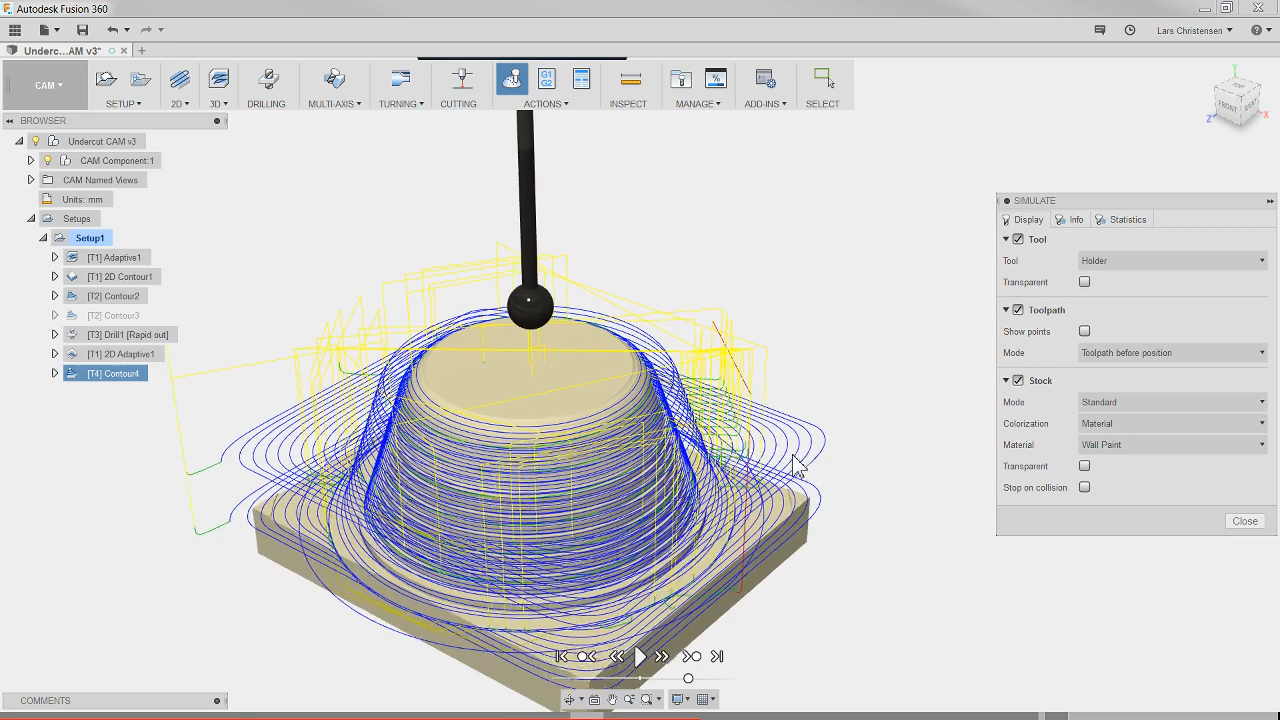 Autodesk Fusion 360
Lars Christensen
Underc...AM v3*
CAM
SETUP
2D
3D
DRILLING
MULTI-AXIS
TURNING
CUTTING
G1
G2
ACTIONS
INSPECT
MANAGE
ADD-INS
SELECT
BROWSER
Undercut CAM v3
CAM Component:1
CAM Named Views
Units: mm
Setups
Setup1
[T1] Adaptive1
[T1] 2D Contour1
[T2] Contour2
[T2] Contour3
[T3] Drill1 [Rapid out]
[T1] 2D Adaptive1
[T4] Contour4
Y
FRONT
Z
X
SIMULATE
Display
Info
Statistics
Tool
Tool Holder
Transparent
Toolpath
Show points
Mode Toolpath before position
Stock
Mode Standard
Colorization Material
Material Wall Paint
Transparent
Stop on collision
Close
COMMENTS